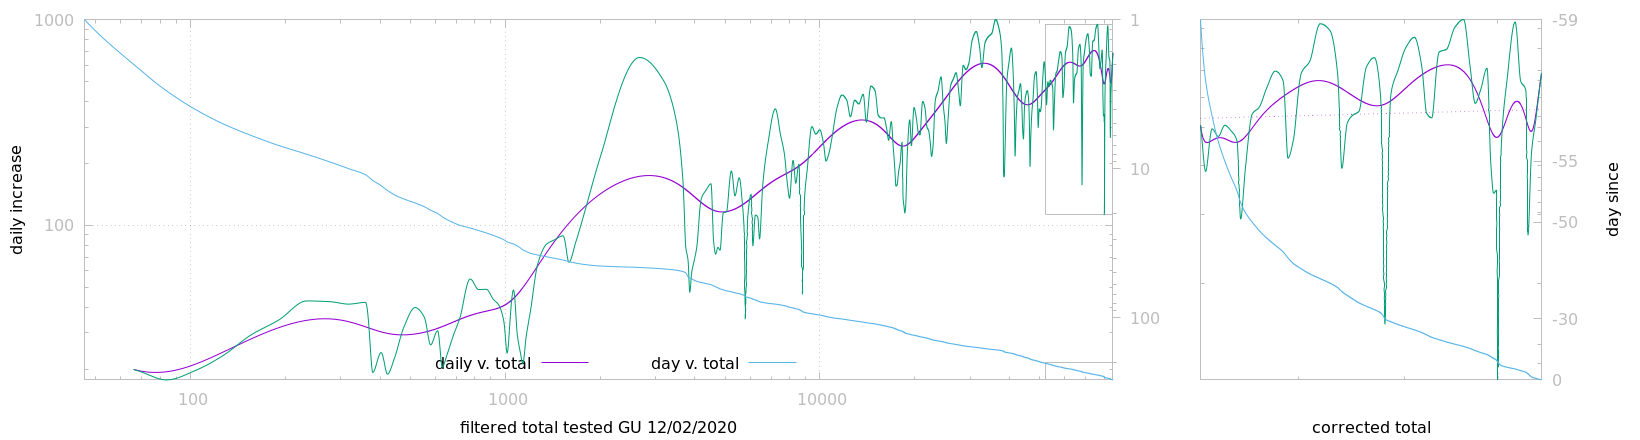 1000
100
daily increase
100
1000
10000
filtered total tested GU 12/02/2020
daily v. total
day v. total
1
10
100
-59
-55
-50
-30
0
day since
corrected total